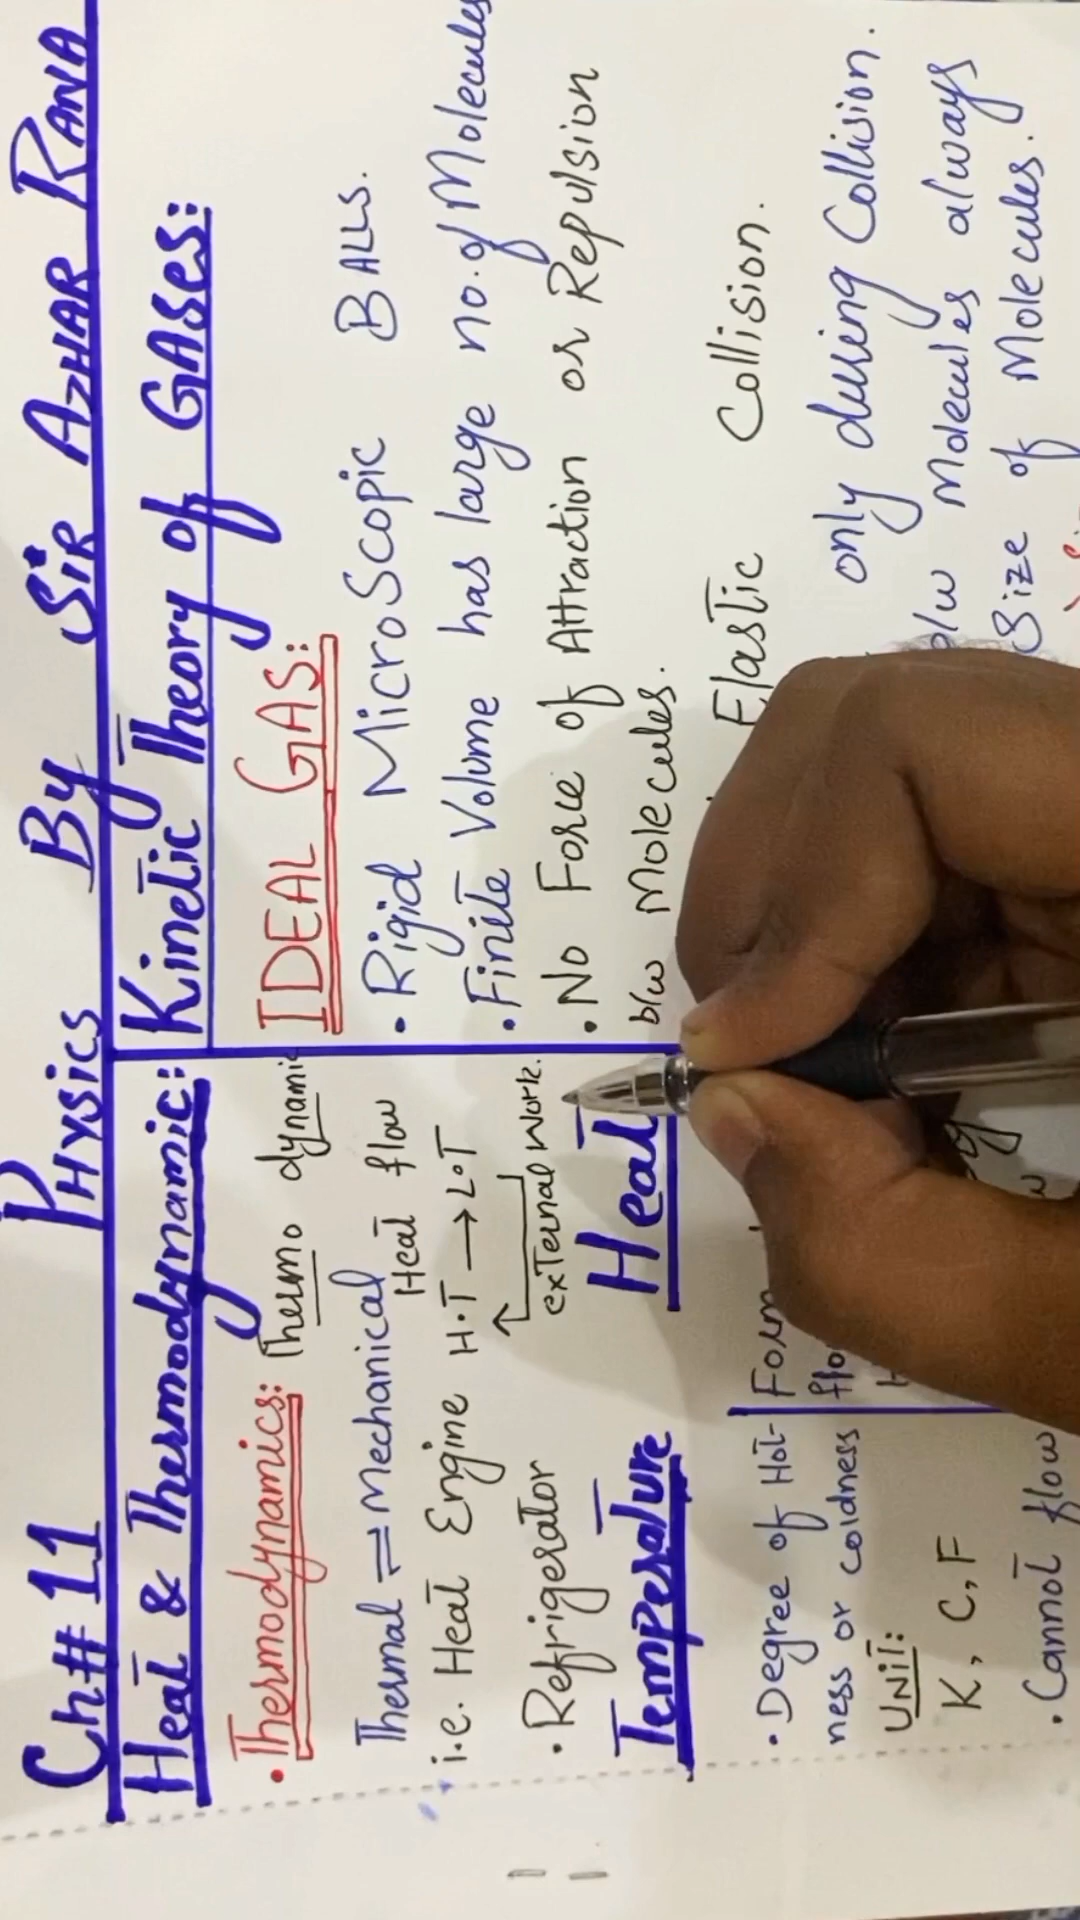 Ch# 11 PHYSICS By SIR AZHAR RANA
Heat & Thermodynamic:
• Thermodynamics: Thermo dynamic
Thermal ⇌ Mechanical
Heat flow
i.e. Heat Engine H.T → L.T
• Refrigerator
external work.
Temperature
• Degree of Hot-
ness or coldness
UNIT:
K, C, F
• Cannot flow
Heat
Kinetic Theory of GASES:
IDEAL GAS:
• Rigid MicroScopic BALLS.
• Finite Volume has large no. of Molecules
• No Force of Attraction or Repulsion
b/w Molecules.
Elastic Collision.
only during Collision.
b/w Molecules always
Size of Molecules.